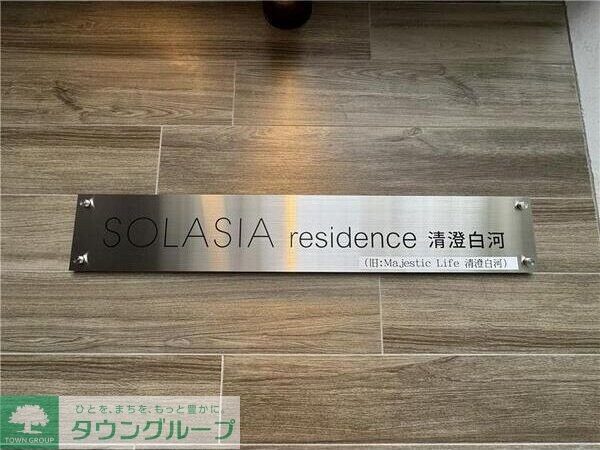 SOLASIA residence 清澄白河
(旧:Majestic Life 清澄白河)
ひとを、まちを、もっと豊かに。
タウングループ
TOWN GROUP